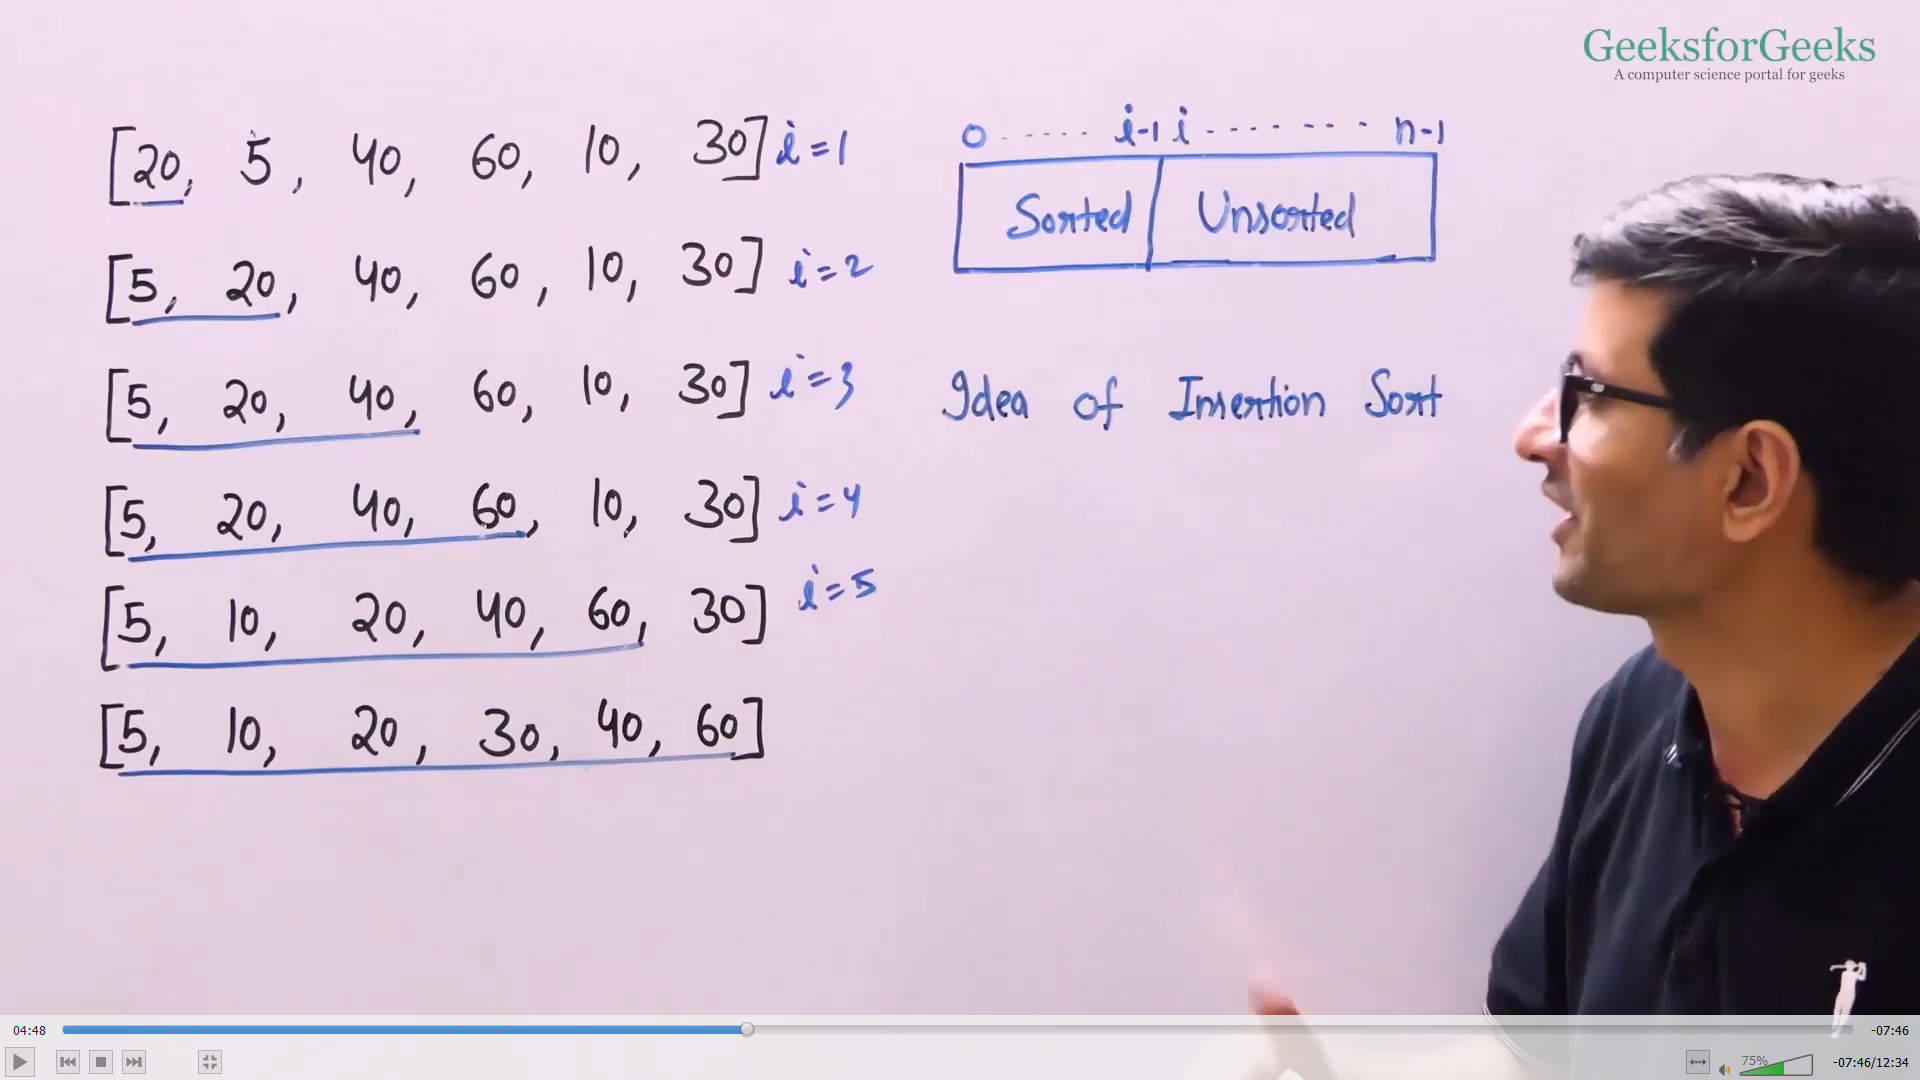 GeeksforGeeks
A computer science portal for geeks
[20, 5, 40, 60, 10, 30] i=1
[5, 20, 40, 60, 10, 30] i=2
[5, 20, 40, 60, 10, 30] i=3
[5, 20, 40, 60, 10, 30] i=4
[5, 10, 20, 40, 60, 30] i=5
[5, 10, 20, 30, 40, 60]
0 ..... i-1 i ........ n-1
Sorted Unsorted
Idea of Insertion Sort
04:48 -07:46
75% -07:46/12:34